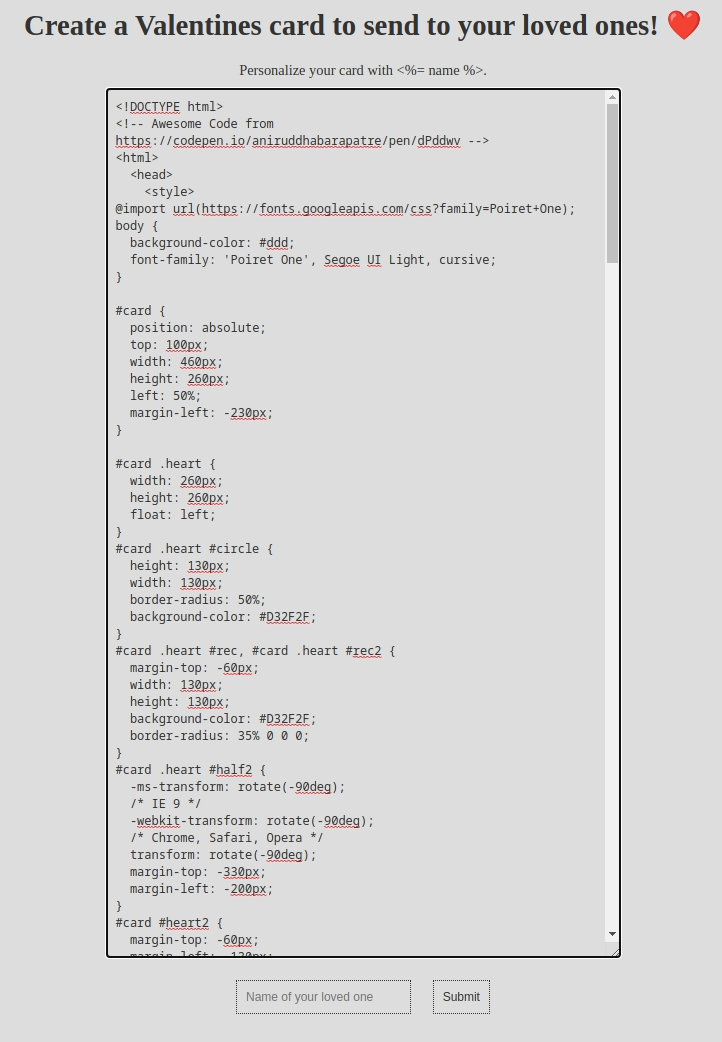 Create a Valentines card to send to your loved ones! ❤️
Personalize your card with <%= name %>.
<!DOCTYPE html>
<!-- Awesome Code from
https://codepen.io/aniruddhabarapatre/pen/dPddwv -->
<html>
  <head>
    <style>
@import url(https://fonts.googleapis.com/css?family=Poiret+One);
body {
  background-color: #ddd;
  font-family: 'Poiret One', Segoe UI Light, cursive;
}

#card {
  position: absolute;
  top: 100px;
  width: 460px;
  height: 260px;
  left: 50%;
  margin-left: -230px;
}

#card .heart {
  width: 260px;
  height: 260px;
  float: left;
}
#card .heart #circle {
  height: 130px;
  width: 130px;
  border-radius: 50%;
  background-color: #D32F2F;
}
#card .heart #rec, #card .heart #rec2 {
  margin-top: -60px;
  width: 130px;
  height: 130px;
  background-color: #D32F2F;
  border-radius: 35% 0 0 0;
}
#card .heart #half2 {
  -ms-transform: rotate(-90deg);
  /* IE 9 */
  -webkit-transform: rotate(-90deg);
  /* Chrome, Safari, Opera */
  transform: rotate(-90deg);
  margin-top: -330px;
  margin-left: -200px;
}
#card #heart2 {
  margin-top: -60px;
  margin-left: -130px;
Name of your loved one
Submit